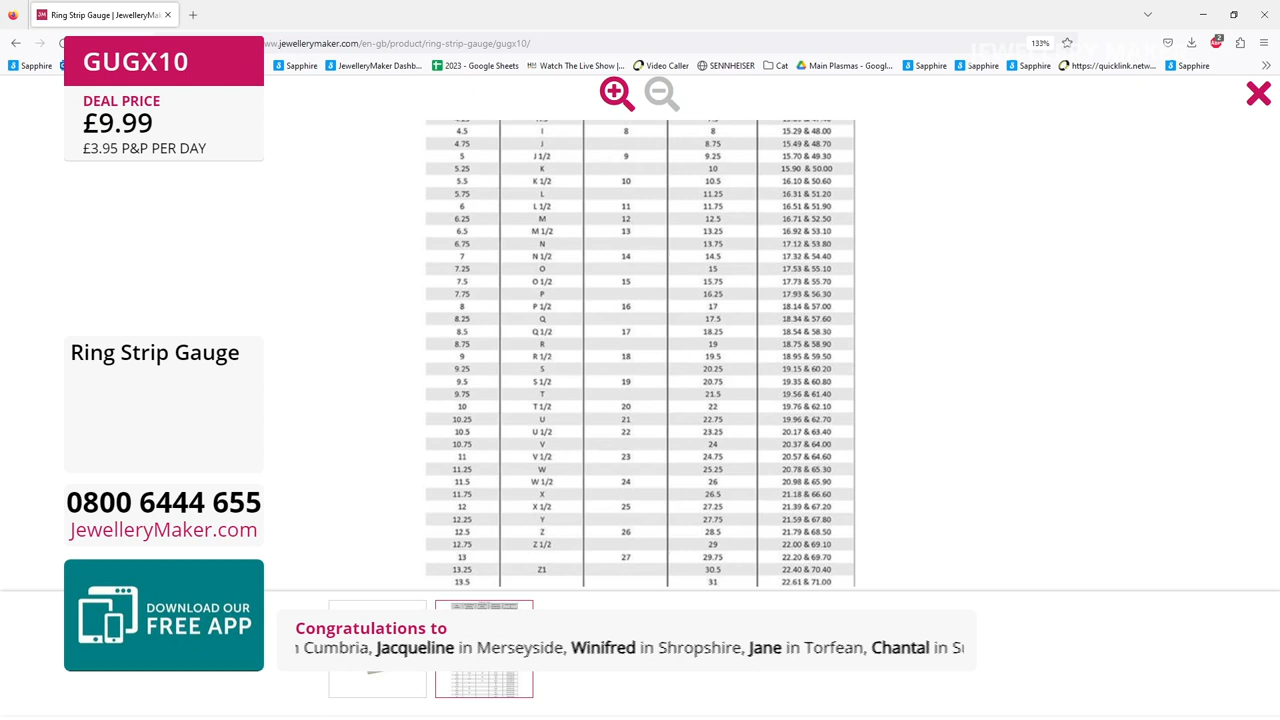 Ring Strip Gauge | JewelleryMa
ww.jewellerymaker.com/en-gb/product/ring-strip-gauge/gugx10/
133%
2
Sapphire
Sapphire
JewelleryMaker Dashb...
2023 - Google Sheets
Watch The Live Show |...
Video Caller
SENNHEISER
Cat
Main Plasmas - Googl...
Sapphire
Sapphire
Sapphire
https://quicklink.netw...
Sapphire
GUGX10
DEAL PRICE
£9.99
£3.95 P&P PER DAY
4.5 I 8 8 15.29 & 48.00
4.75 J 8.75 15.49 & 48.70
5 J 1/2 9 9.25 15.70 & 49.30
5.25 K 10 15.90 & 50.00
5.5 K 1/2 10 10.5 16.10 & 50.60
5.75 L 11.25 16.31 & 51.20
6 L 1/2 11 11.75 16.51 & 51.90
6.25 M 12 12.5 16.71 & 52.50
6.5 M 1/2 13 13.25 16.92 & 53.10
6.75 N 13.75 17.12 & 53.80
7 N 1/2 14 14.5 17.32 & 54.40
7.25 O 15 17.53 & 55.10
7.5 O 1/2 15 15.75 17.73 & 55.70
7.75 P 16.25 17.93 & 56.30
8 P 1/2 16 17 18.14 & 57.00
8.25 Q 17.5 18.34 & 57.60
8.5 Q 1/2 17 18.25 18.54 & 58.30
8.75 R 19 18.75 & 58.90
9 R 1/2 18 19.5 18.95 & 59.50
9.25 S 20.25 19.15 & 60.20
9.5 S 1/2 19 20.75 19.35 & 60.80
9.75 T 21.5 19.56 & 61.40
10 T 1/2 20 22 19.76 & 62.10
10.25 U 21 22.75 19.96 & 62.70
10.5 U 1/2 22 23.25 20.17 & 63.40
10.75 V 24 20.37 & 64.00
11 V 1/2 23 24.75 20.57 & 64.60
11.25 W 25.25 20.78 & 65.30
11.5 W 1/2 24 26 20.98 & 65.90
11.75 X 26.5 21.18 & 66.60
12 X 1/2 25 27.25 21.39 & 67.20
12.25 Y 27.75 21.59 & 67.80
12.5 Z 26 28.5 21.79 & 68.50
12.75 Z 1/2 29 22.00 & 69.10
13 27 29.75 22.20 & 69.70
13.25 Z1 30.5 22.40 & 70.40
13.5 31 22.61 & 71.00
Ring Strip Gauge
0800 6444 655
JewelleryMaker.com
DOWNLOAD OUR
FREE APP
Congratulations to
Cumbria, Jacqueline in Merseyside, Winifred in Shropshire, Jane in Torfean, Chantal in